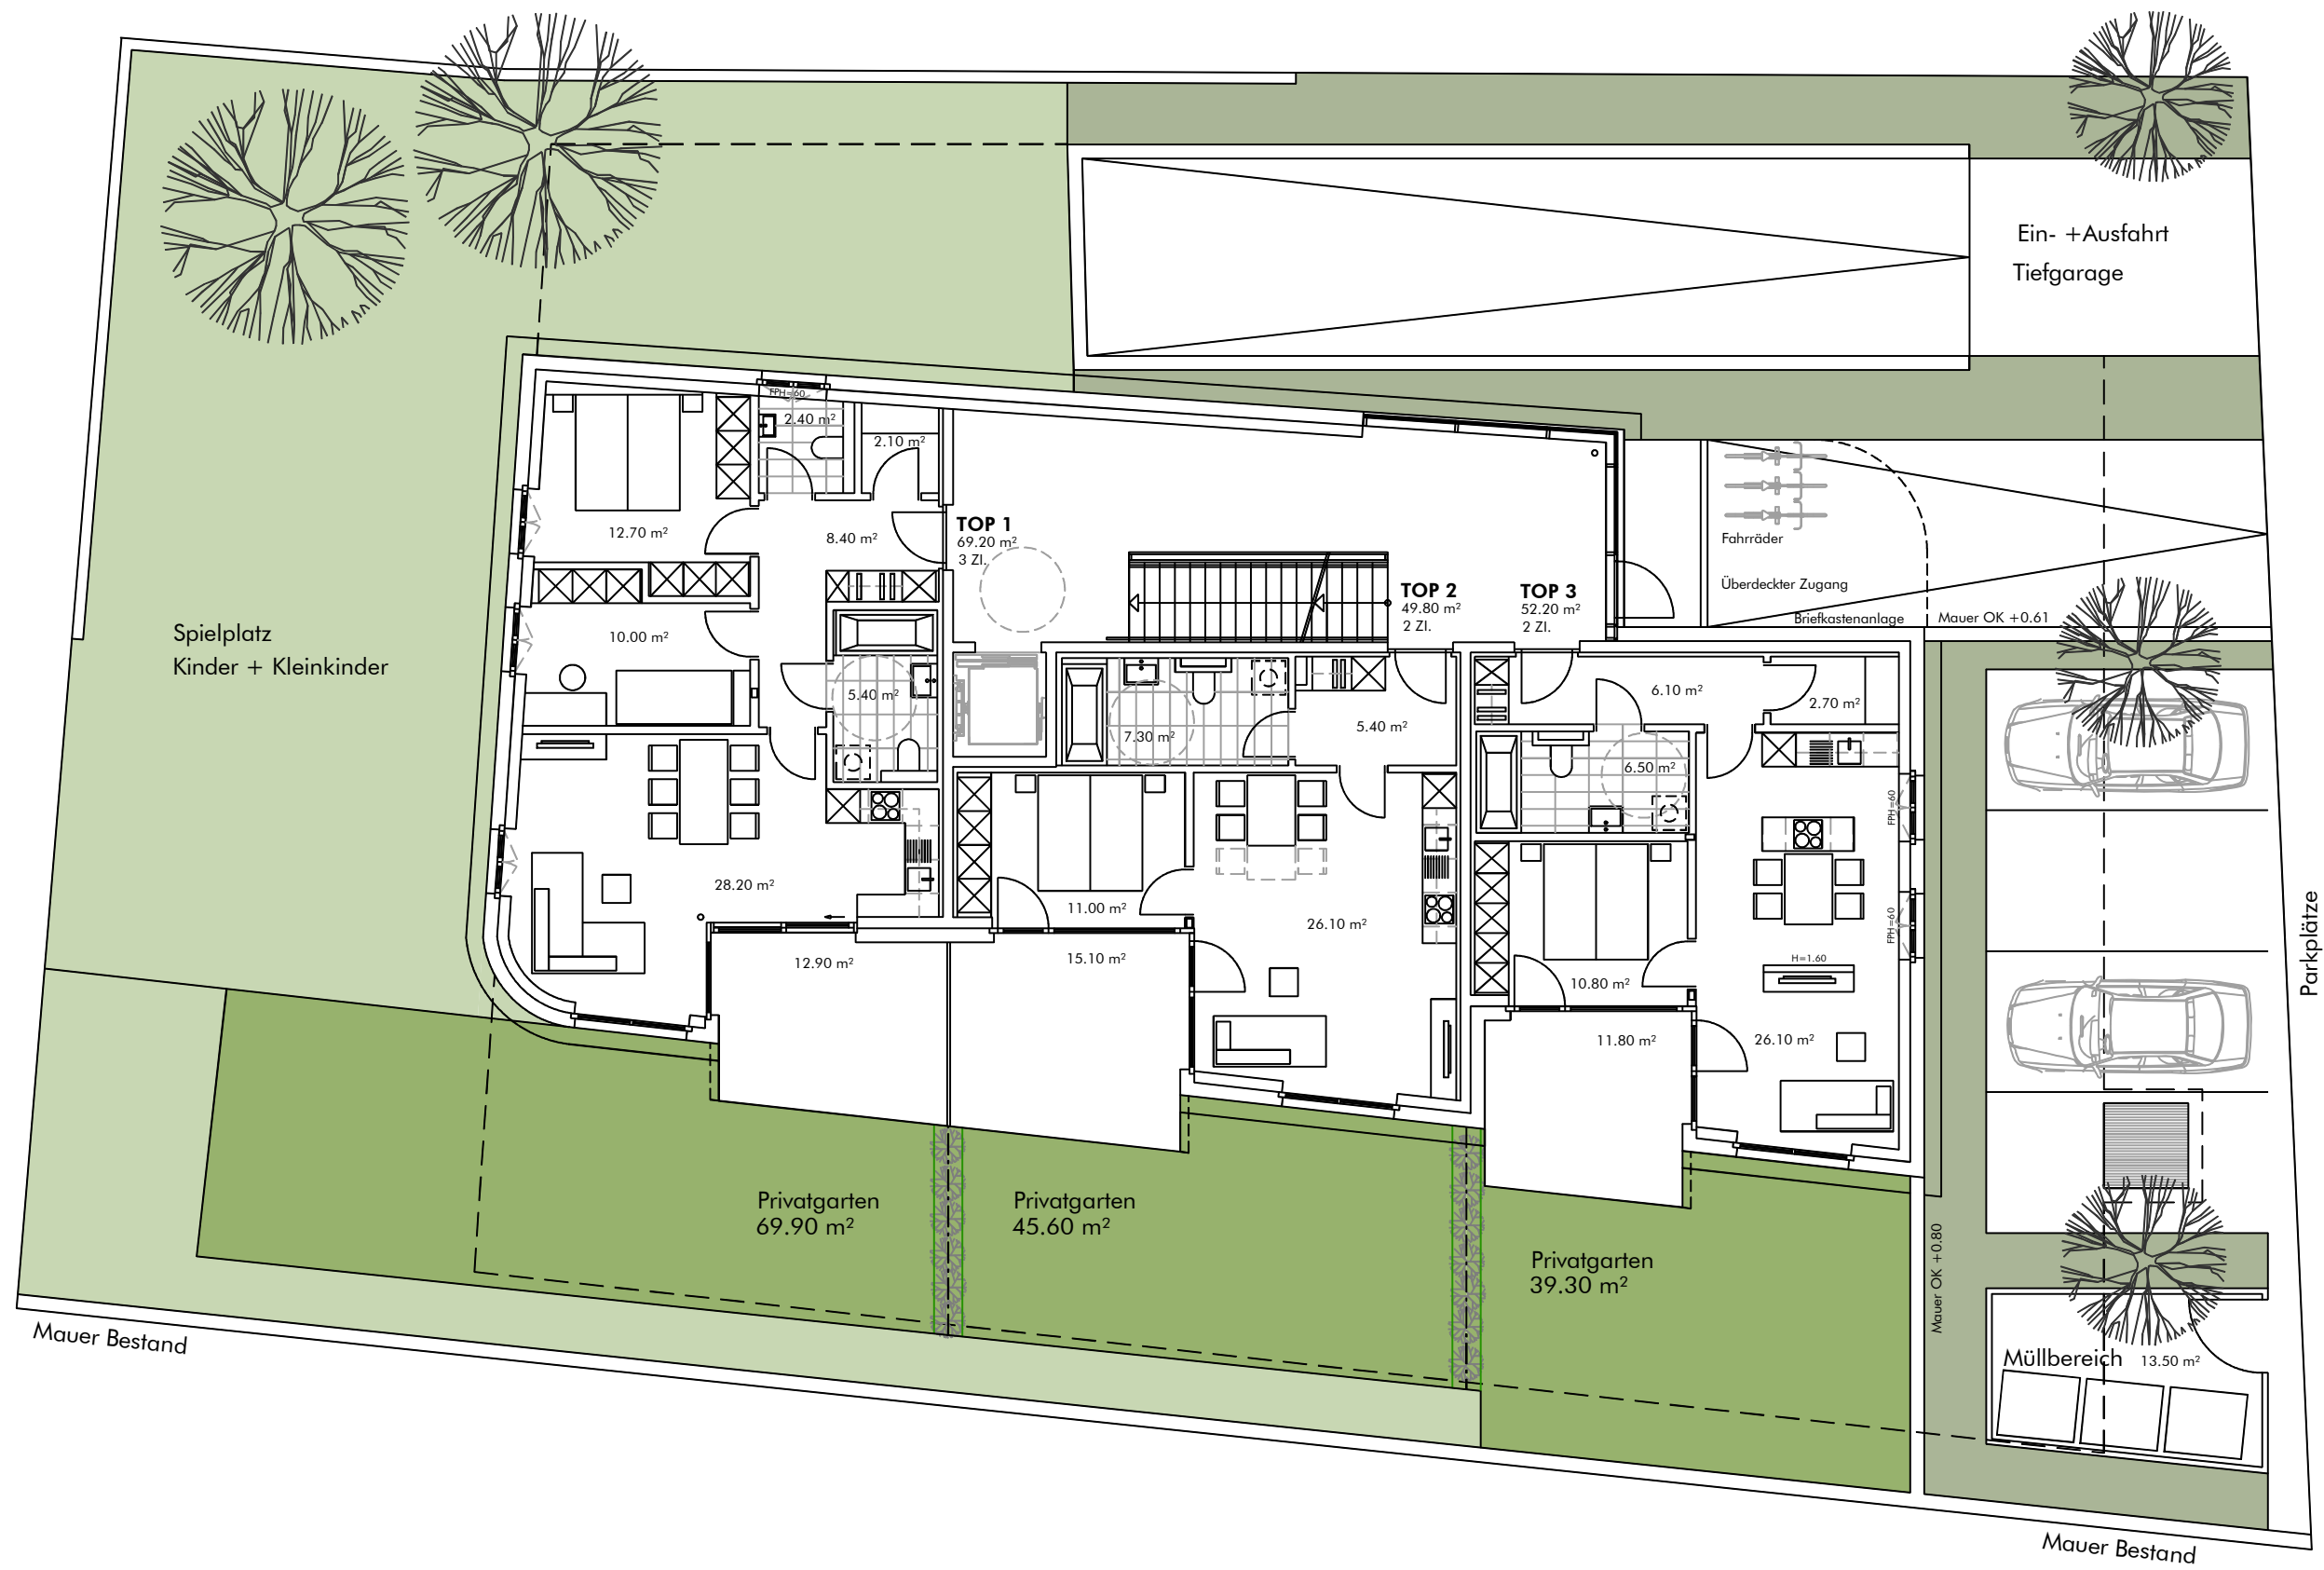 Ein- +Ausfahrt
Tiefgarage
FPH=60
2.40 m²
2.10 m²
12.70 m²
8.40 m²
TOP 1
69.20 m²
3 ZI.
Fahrräder
Überdeckter Zugang
Briefkastenanlage
Mauer OK +0.61
TOP 2
49.80 m²
2 ZI.
TOP 3
52.20 m²
2 ZI.
Spielplatz
Kinder + Kleinkinder
10.00 m²
5.40 m²
7.30 m²
5.40 m²
6.10 m²
2.70 m²
6.50 m²
FPH=60
28.20 m²
11.00 m²
26.10 m²
FPH=60
12.90 m²
15.10 m²
H=1.60
10.80 m²
11.80 m²
26.10 m²
Parkplätze
Privatgarten
69.90 m²
Privatgarten
45.60 m²
Privatgarten
39.30 m²
Mauer OK +0.80
Mauer Bestand
Müllbereich 13.50 m²
Mauer Bestand